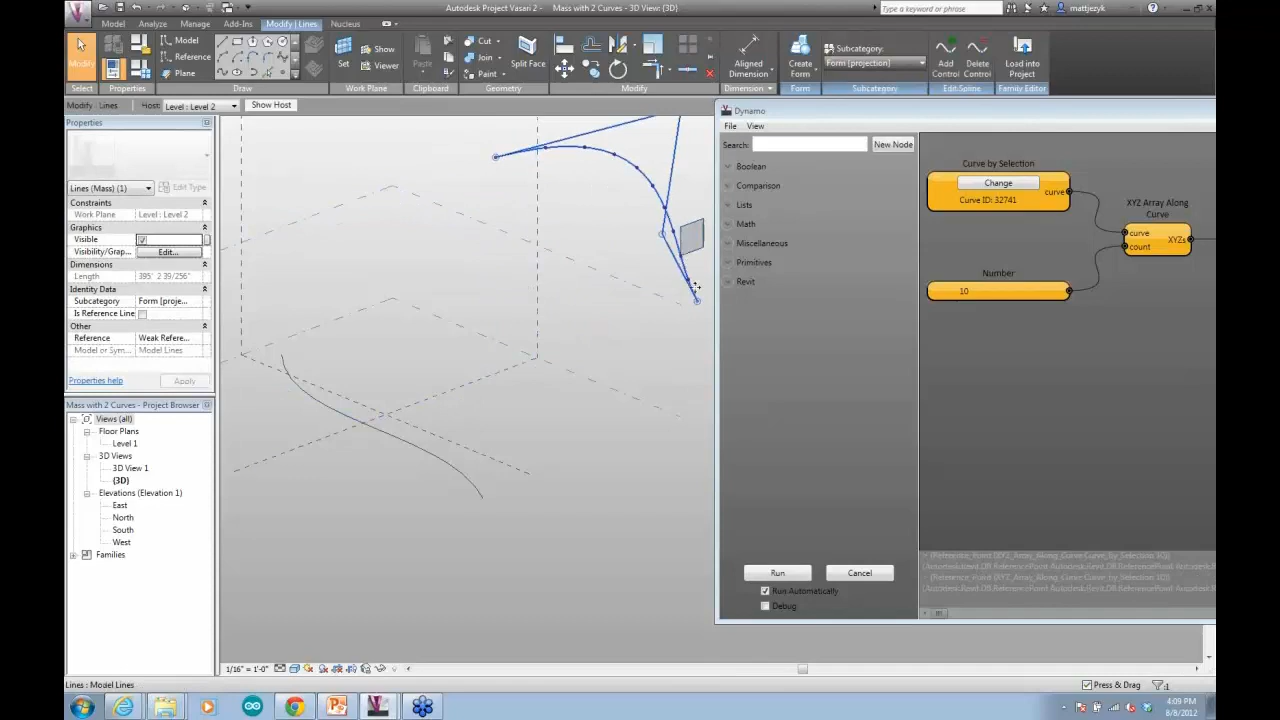 Autodesk Project Vasari 2 - Mass with 2 Curves - 3D View: {3D}
Type a keyword or phrase
mattjezyk
Model
Analyze
Manage
Add-Ins
Modify | Lines
Nucleus
Modify
Model
Reference
Plane
Set
Show
Viewer
Paste
Cut
Join
Paint
Split Face
Aligned
Dimension
Create
Form
Subcategory:
Form [projection]
Add
Control
Delete
Control
Load into
Project
Select
Properties
Draw
Work Plane
Clipboard
Geometry
Modify
Dimension
Form
Subcategory
Edit Spline
Family Editor
Modify | Lines
Host: Level : Level 2
Show Host
Properties
Lines (Mass) (1)
Edit Type
Constraints
Work Plane Level : Level 2
Graphics
Visible
Visibility/Grap... Edit...
Dimensions
Length 395' 2 39/256"
Identity Data
Subcategory Form [proje...
Is Reference Line
Other
Reference Weak Refere...
Model or Sym... Model Lines
Properties help
Apply
Mass with 2 Curves - Project Browser
Views (all)
Floor Plans
Level 1
3D Views
3D View 1
{3D}
Elevations (Elevation 1)
East
North
South
West
Families
Dynamo
File View
Search:
New Node
Boolean
Comparison
Lists
Math
Miscellaneous
Primitives
Revit
Curve by Selection
Change
Curve ID: 32741
curve
XYZ Array Along
Curve
curve
count
XYZs
Number
10
Run
Cancel
Run Automatically
Debug
1/16" = 1'-0"
Lines : Model Lines
Press & Drag
:1
4:09 PM
8/8/2012